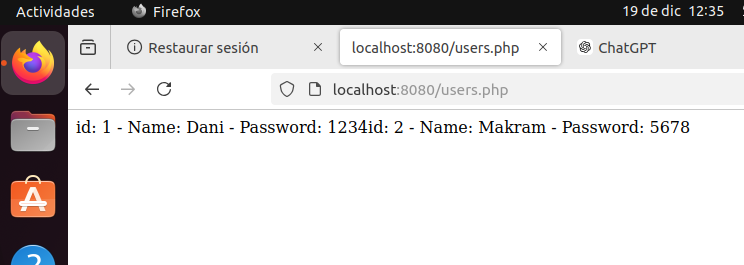 Actividades
Firefox
19 de dic 12:35
Restaurar sesión
localhost:8080/users.php
ChatGPT
localhost:8080/users.php
id: 1 - Name: Dani - Password: 1234id: 2 - Name: Makram - Password: 5678